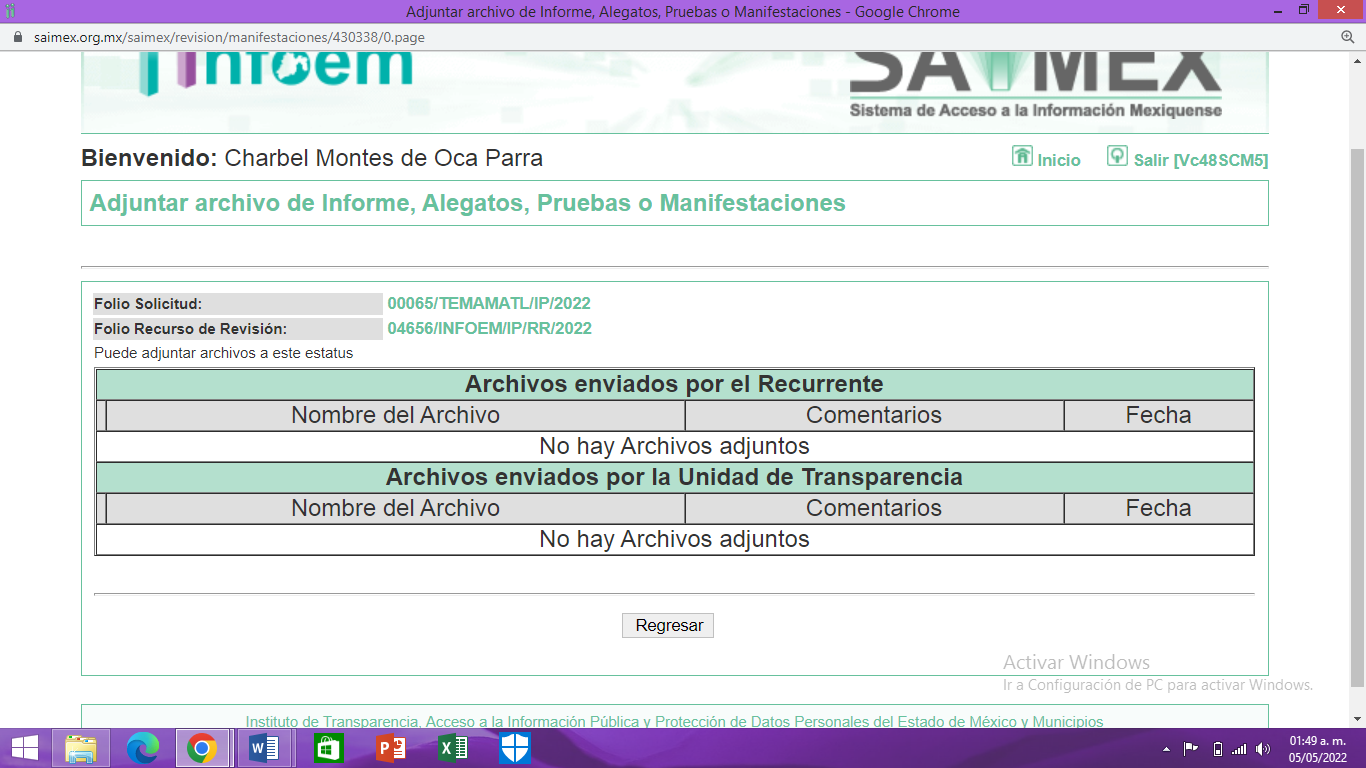 Adjuntar archivo de Informe, Alegatos, Pruebas o Manifestaciones - Google Chrome
saimex.org.mx/saimex/revision/manifestaciones/430338/0.page
infoem
SAIMEX
Sistema de Acceso a la Información Mexiquense
Bienvenido: Charbel Montes de Oca Parra
Inicio
Salir [Vc48SCM5]
Adjuntar archivo de Informe, Alegatos, Pruebas o Manifestaciones
Folio Solicitud: 00065/TEMAMATL/IP/2022
Folio Recurso de Revisión: 04656/INFOEM/IP/RR/2022
Puede adjuntar archivos a este estatus
Archivos enviados por el Recurrente
Nombre del Archivo Comentarios Fecha
No hay Archivos adjuntos
Archivos enviados por la Unidad de Transparencia
Nombre del Archivo Comentarios Fecha
No hay Archivos adjuntos
Regresar
Activar Windows
Ir a Configuración de PC para activar Windows.
Instituto de Transparencia, Acceso a la Información Pública y Protección de Datos Personales del Estado de México y Municipios
01:49 a. m.
05/05/2022